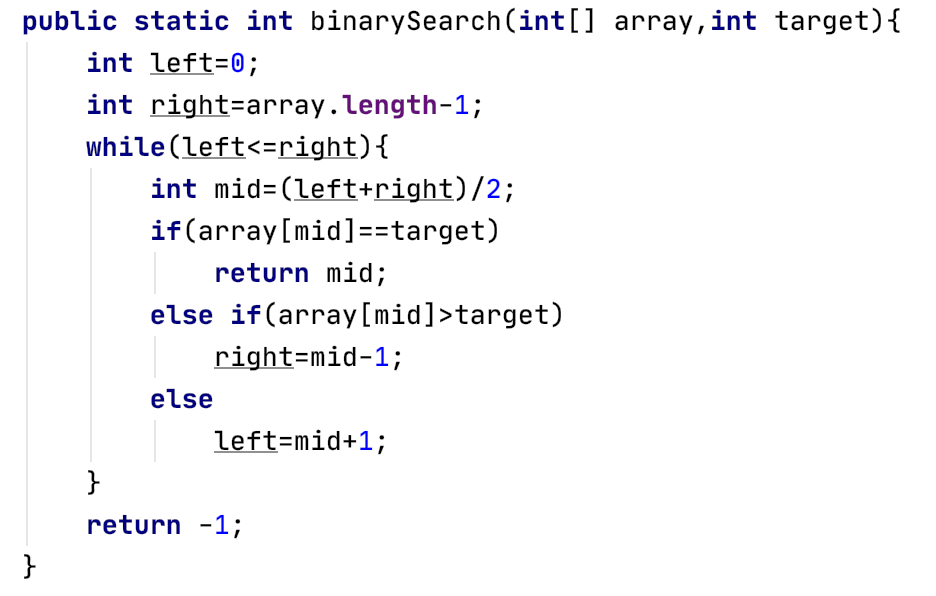 public static int binarySearch(int[] array,int target){
    int left=0;
    int right=array.length-1;
    while(left<=right){
        int mid=(left+right)/2;
        if(array[mid]==target)
            return mid;
        else if(array[mid]>target)
            right=mid-1;
        else
            left=mid+1;
    }
    return -1;
}